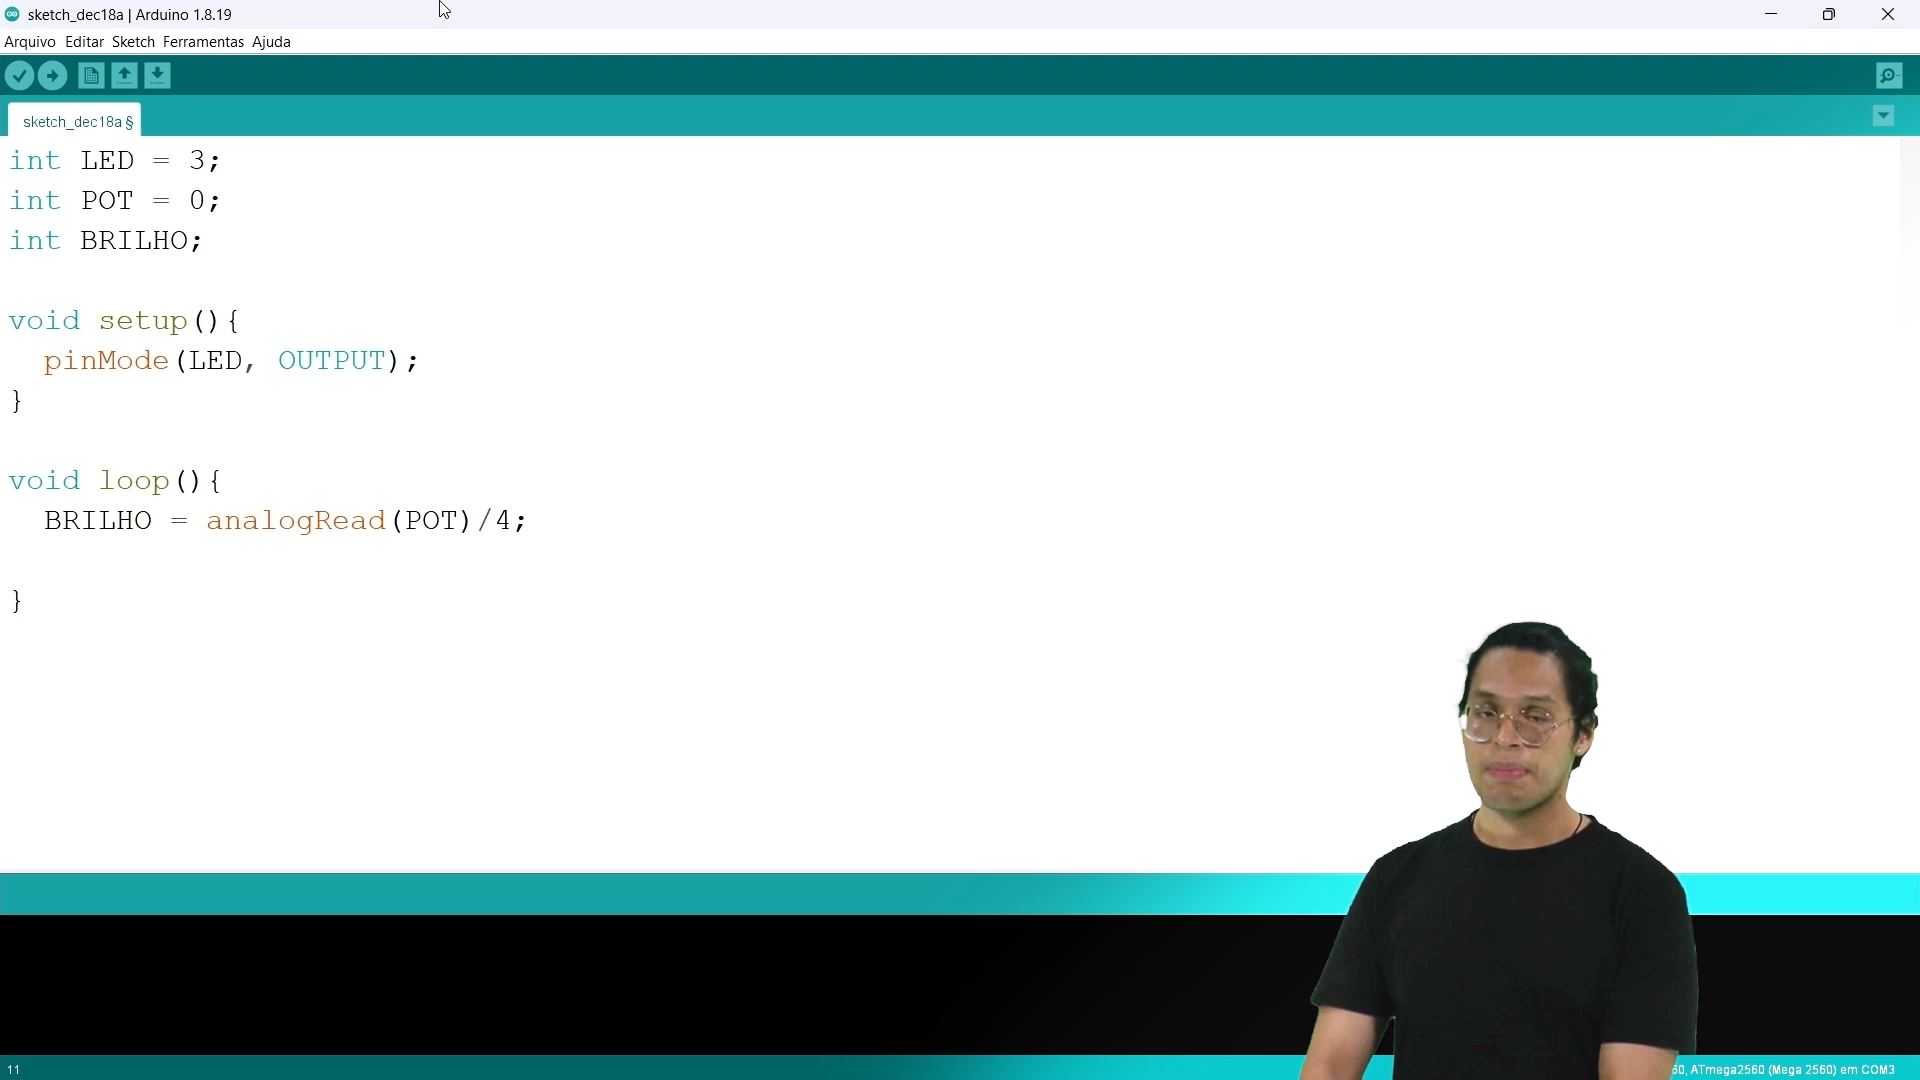 sketch_dec18a | Arduino 1.8.19
Arquivo Editar Sketch Ferramentas Ajuda
sketch_dec18a §
int LED = 3;
int POT = 0;
int BRILHO;
void setup(){
  pinMode(LED, OUTPUT);
}
void loop(){
  BRILHO = analogRead(POT)/4;
}
11
ATmega2560 (Mega 2560) em COM3